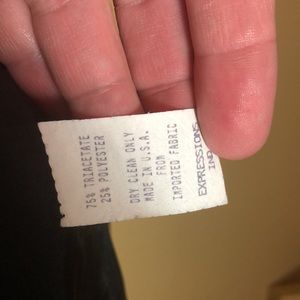 75% TRIACETATE
25% POLYESTER
DRY CLEAN ONLY
MADE IN U.S.A.
FROM
IMPORTED FABRIC
EXPRESSIONS